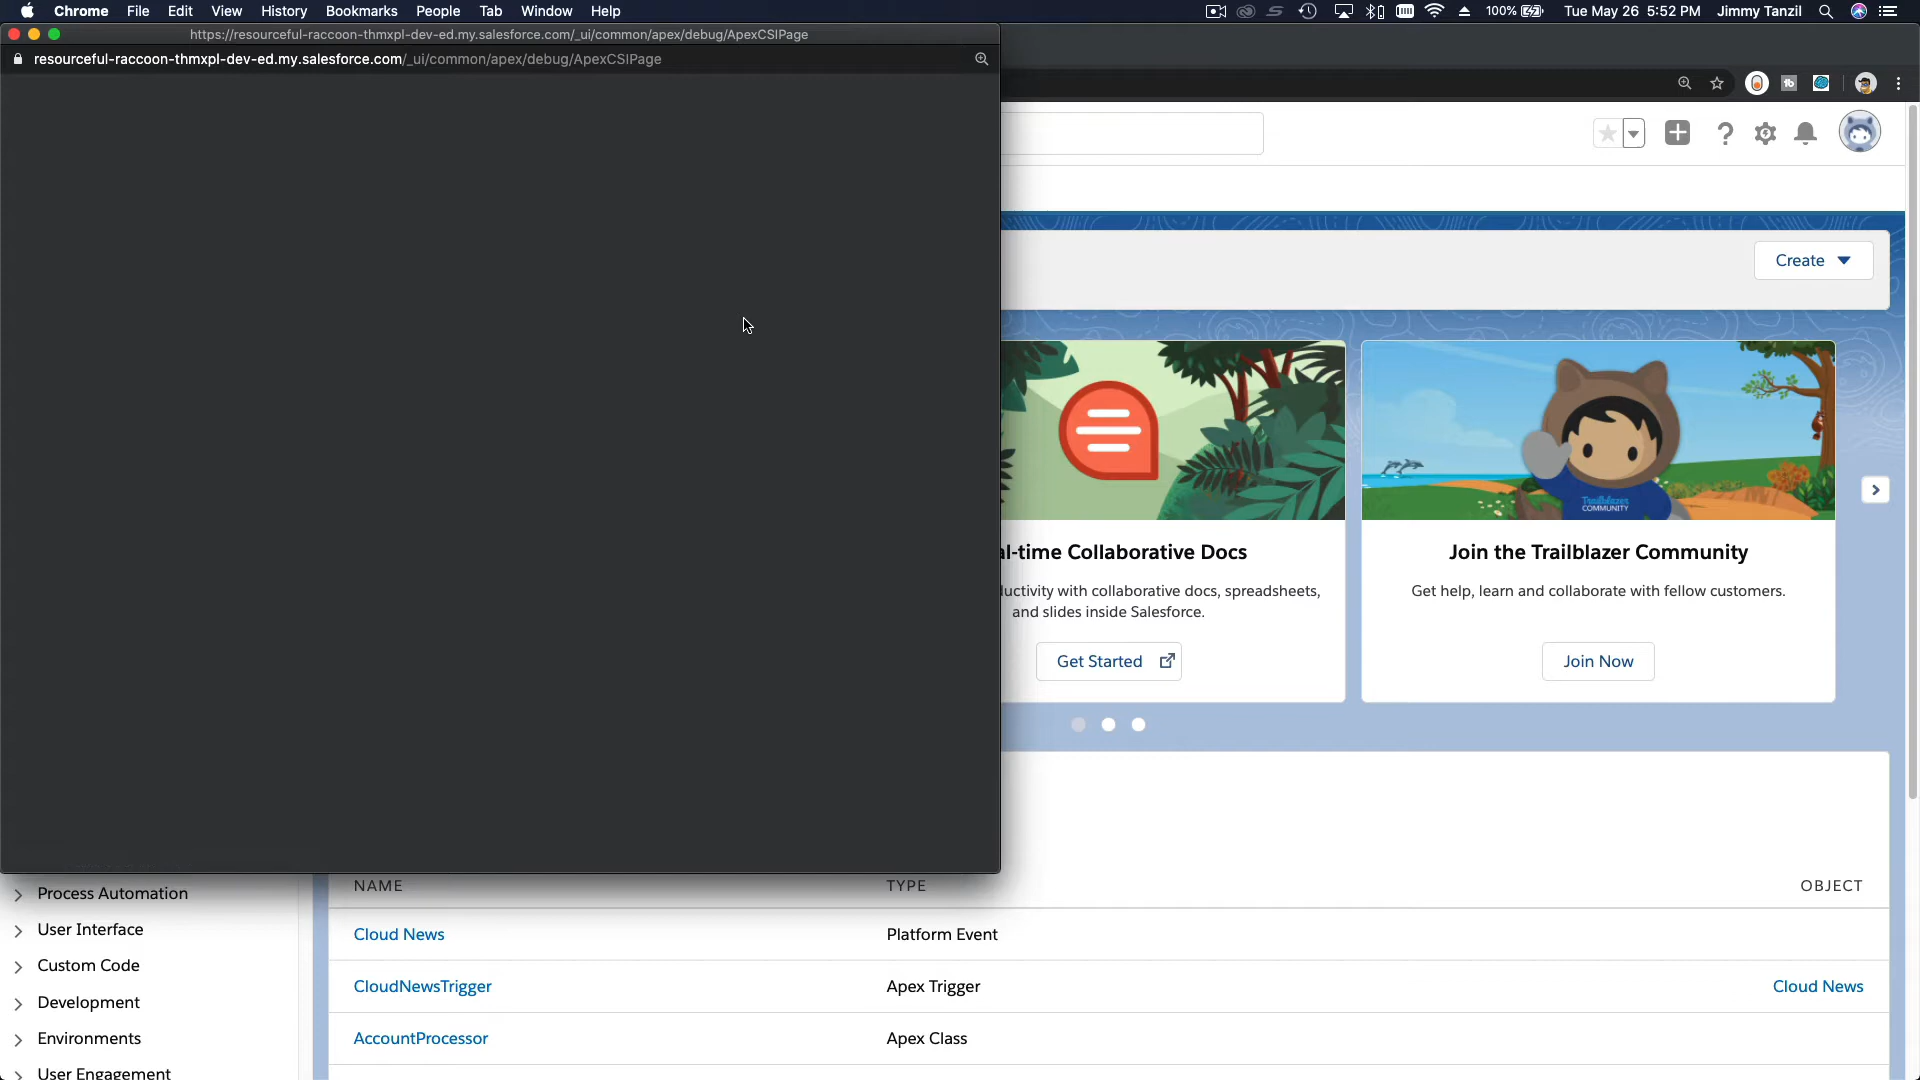 Chrome File Edit View History Bookmarks People Tab Window Help 100% Tue May 26 5:52 PM Jimmy Tanzil
https://resourceful-raccoon-thmxpl-dev-ed.my.salesforce.com/_ui/common/apex/debug/ApexCSIPage
resourceful-raccoon-thmxpl-dev-ed.my.salesforce.com/_ui/common/apex/debug/ApexCSIPage
Create
Trailblazer
COMMUNITY
al-time Collaborative Docs
Join the Trailblazer Community
ductivity with collaborative docs, spreadsheets,
and slides inside Salesforce.
Get help, learn and collaborate with fellow customers.
Get Started
Join Now
NAME TYPE OBJECT
Process Automation
User Interface
Custom Code
Development
Environments
User Engagement
Cloud News Platform Event
CloudNewsTrigger Apex Trigger Cloud News
AccountProcessor Apex Class